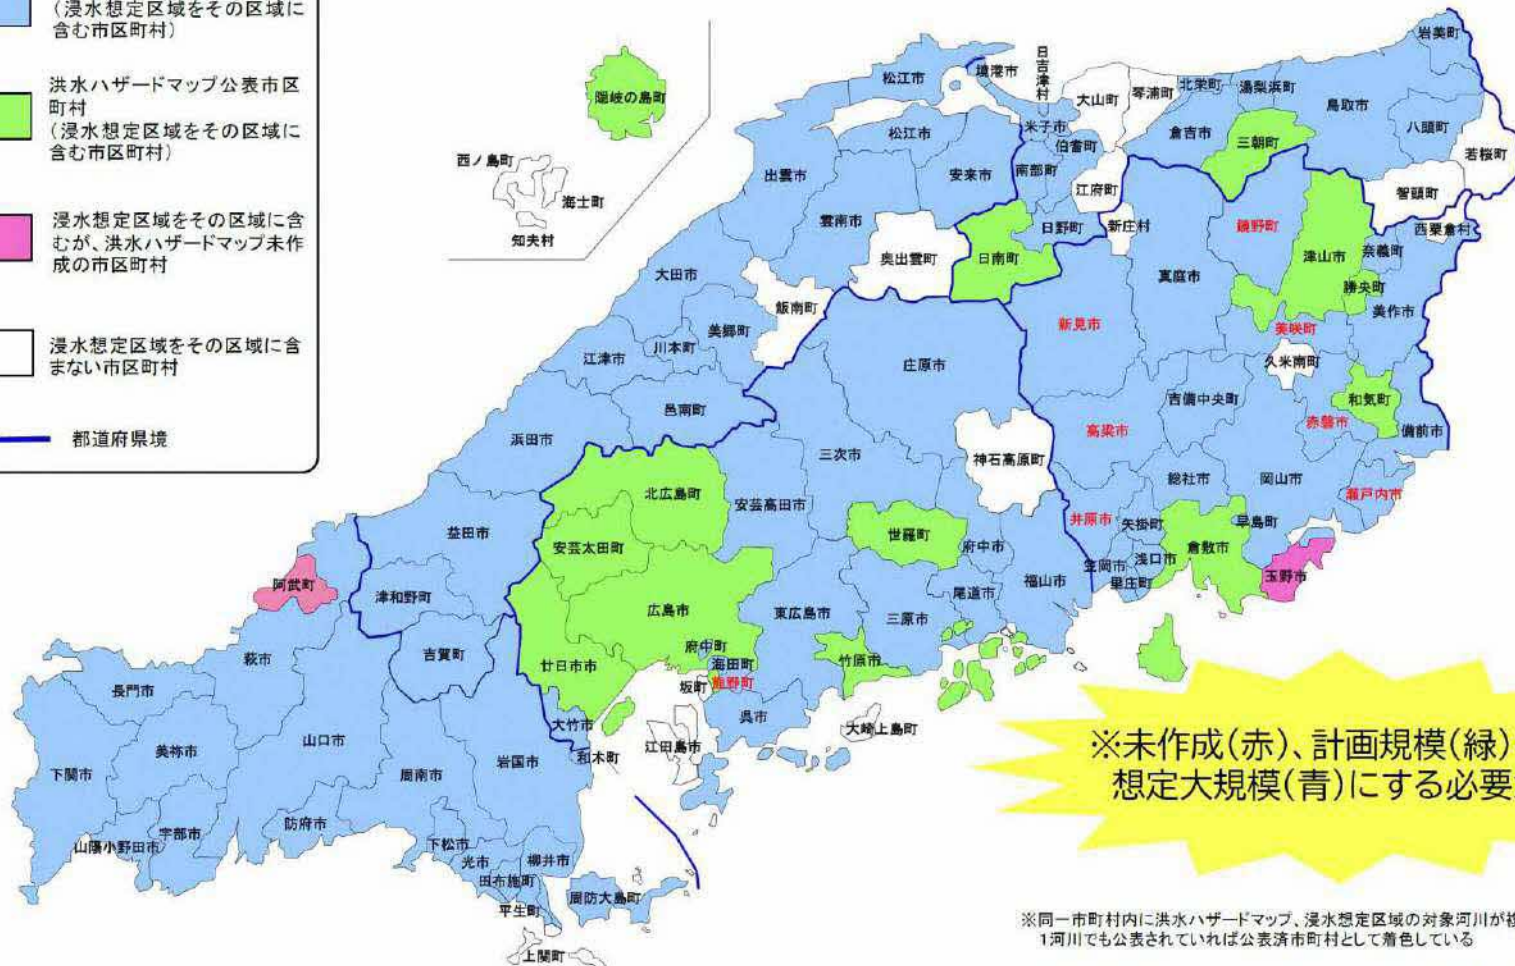 (浸水想定区域をその区域に
含む市区町村)
洪水ハザードマップ公表市区
町村
(浸水想定区域をその区域に
含む市区町村)
浸水想定区域をその区域に含
むが、洪水ハザードマップ未作
成の市区町村
浸水想定区域をその区域に含
まない市区町村
都道府県境
隠岐の島町
西ノ島町
海士町
知夫村
岩美町
松江市
境港市
日吉津村
大山町
琴浦町
北栄町
湯梨浜町
鳥取市
八頭町
若桜町
智頭町
松江市
米子市
伯耆町
倉吉市
三朝町
出雲市
安来市
南部町
江府町
雲南市
日野町
新庄村
鏡野町
西粟倉村
奥出雲町
日南町
津山市
奈義町
大田市
真庭市
勝央町
飯南町
美作市
美郷町
新見市
美咲町
川本町
江津市
庄原市
久米南町
邑南町
吉備中央町
和気町
浜田市
高梁市
赤磐市
備前市
三次市
神石高原町
総社市
岡山市
北広島町
安芸高田市
瀬戸内市
益田市
世羅町
井原市
矢掛町
早島町
安芸太田町
府中市
倉敷市
浅口市
笠岡市
里庄町
玉野市
阿武町
津和野町
広島市
東広島市
三原市
尾道市
福山市
府中町
吉賀町
廿日市市
海田町
竹原市
萩市
坂町
熊野町
長門市
呉市
大崎上島町
大竹市
江田島市
和木町
美祢市
山口市
下関市
周南市
岩国市
防府市
宇部市
山陽小野田市
下松市
光市
柳井市
田布施町
周防大島町
平生町
上関町
※未作成(赤)、計画規模(緑)
想定大規模(青)にする必要
※同一市町村内に洪水ハザードマップ、浸水想定区域の対象河川が複
1河川でも公表されていれば公表済市町村として着色している